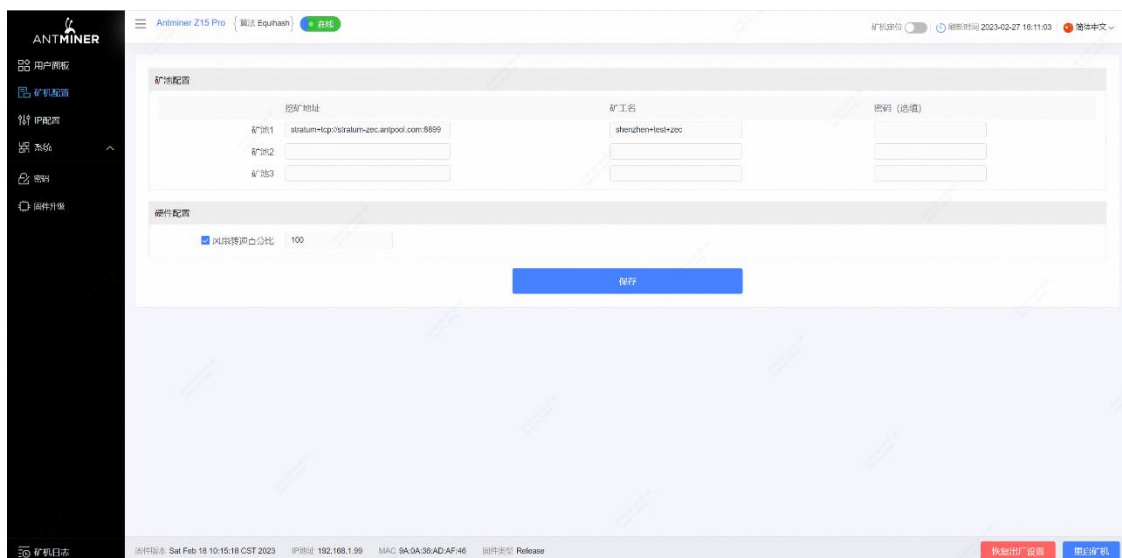 ANTMINER
Antminer Z15 Pro { 算法 Equihash } 在线
矿机定位 刷新时间 2023-02-27 16:11:03 简体中文
用户面板
矿机配置
IP配置
系统
密码
固件升级
矿机日志
矿池配置
挖矿地址 矿工名 密码 (选填)
矿池1 stratum+tcp://stratum-zec.antpool.com:8899 shenzhen+test+zec
矿池2
矿池3
硬件配置
风扇转速百分比 100
保存
固件版本 Sat Feb 18 10:15:18 CST 2023 IP地址 192.168.1.99 MAC 9A:0A:36:AD:AF:46 固件类型 Release
恢复出厂设置 重启矿机